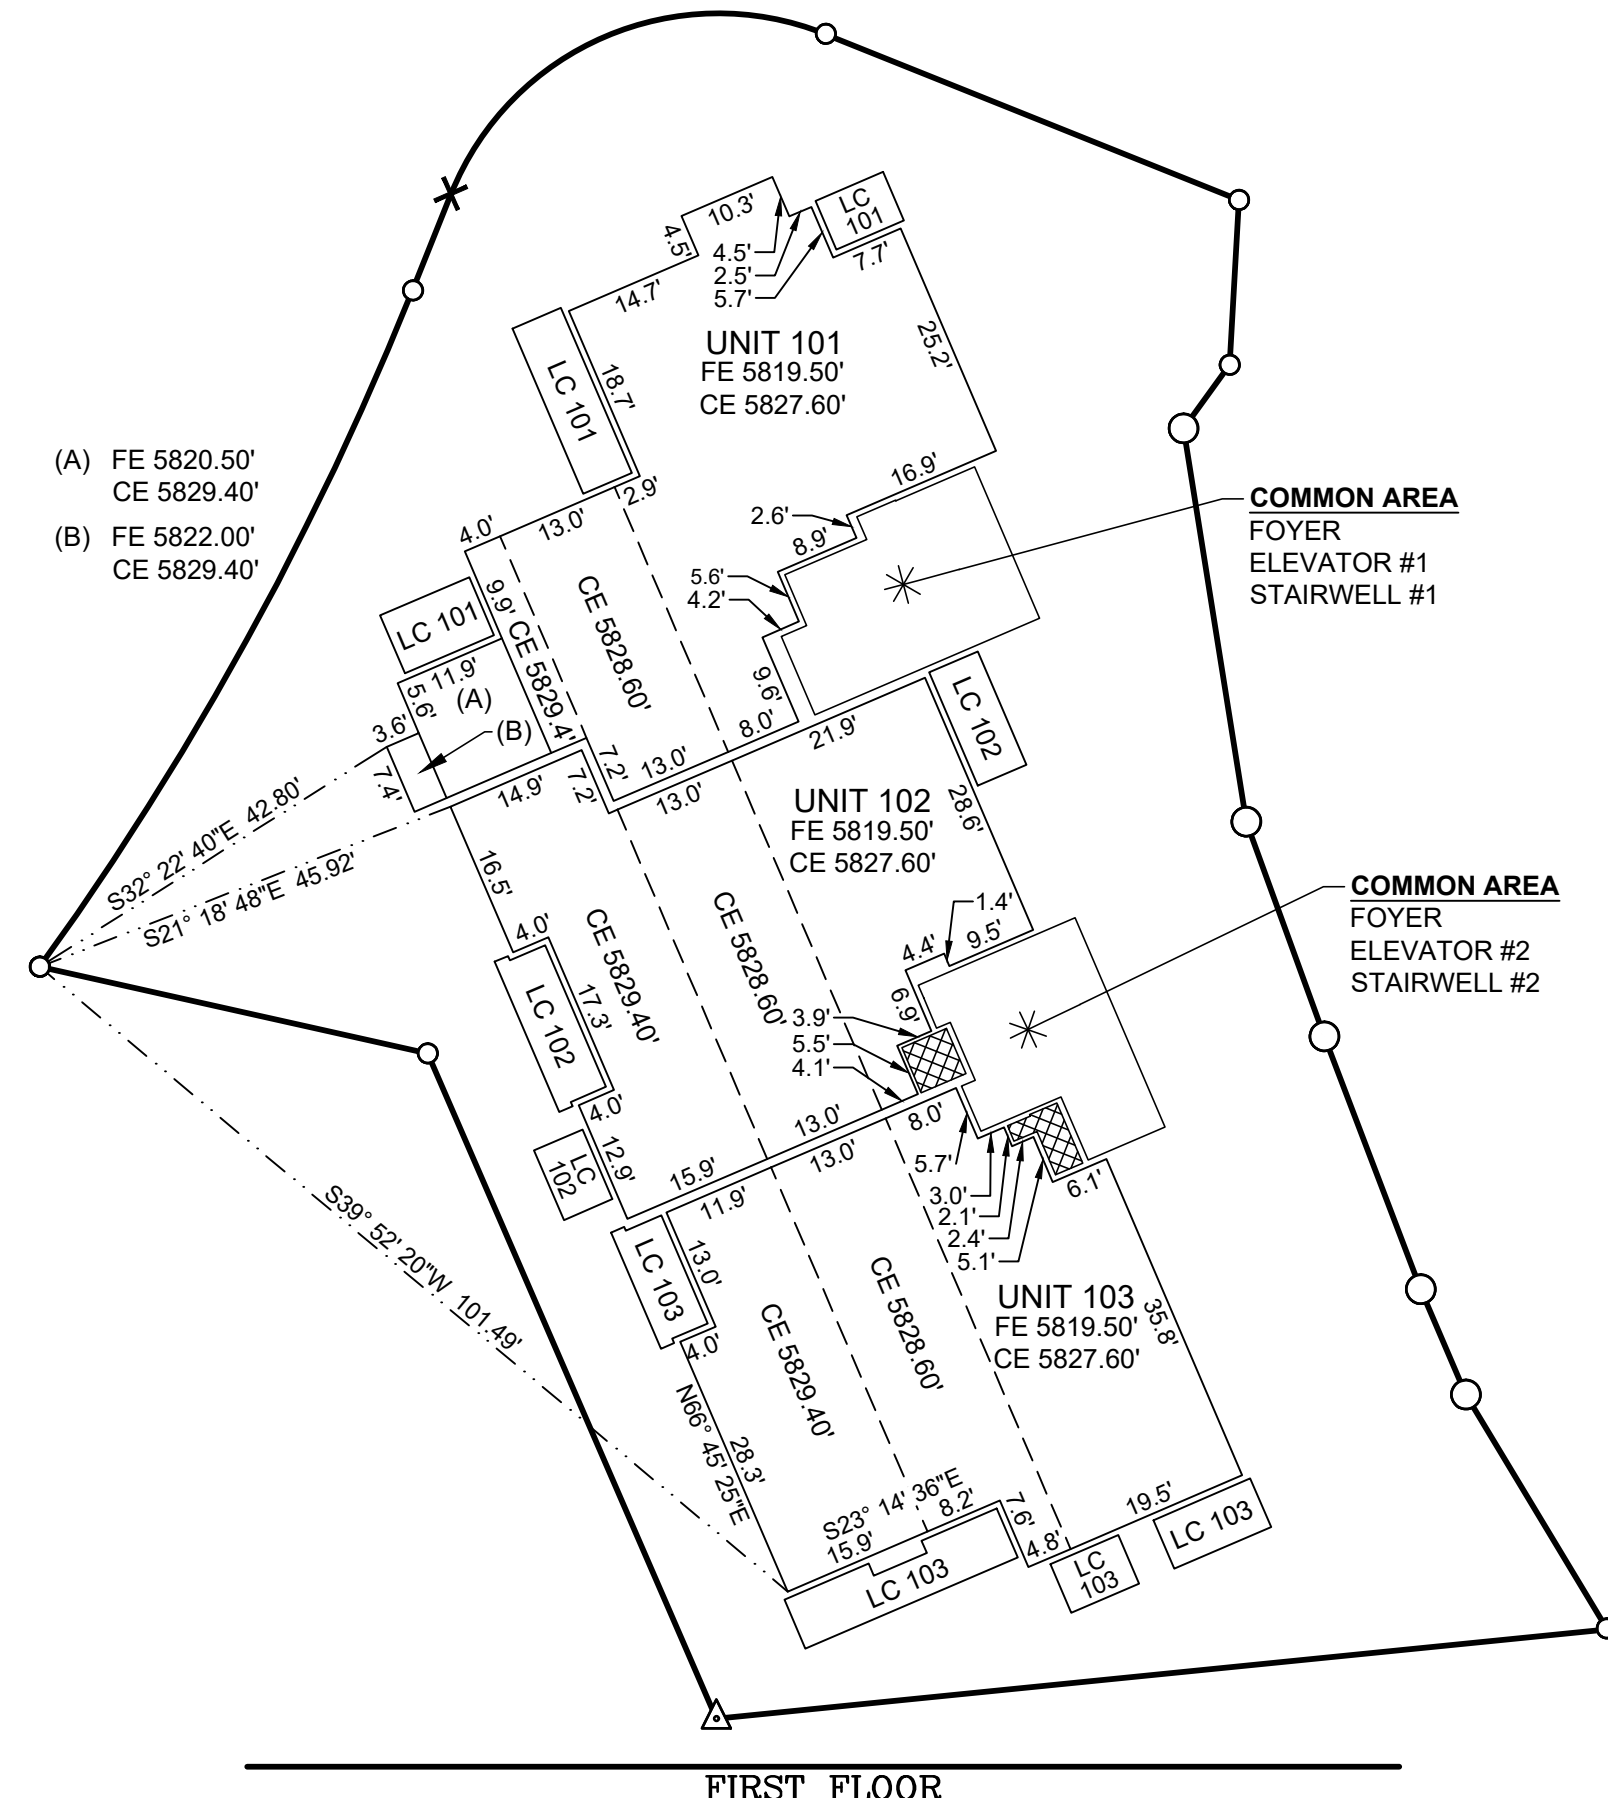 10.3'
LC
101
4.5'
4.5'
2.5'
5.7'
7.7'
14.7'
UNIT 101
FE 5819.50'
CE 5827.60'
25.2'
LC 101
18.7'
(A) FE 5820.50'
CE 5829.40'
(B) FE 5822.00'
CE 5829.40'
16.9'
2.9'
2.6'
4.0'
13.0'
8.9'
COMMON AREA
FOYER
ELEVATOR #1
STAIRWELL #1
5.6'
4.2'
9.9'
CE 5829.4'
CE 5828.60'
LC 101
11.9'
5.6'
(A)
3.6'
(B)
7.4'
9.6'
8.0'
21.9'
LC 102
7.2'
7.2'
13.0'
13.0'
14.9'
S32° 22' 40"E 42.80'
S21° 18' 48"E 45.92'
UNIT 102
FE 5819.50'
CE 5827.60'
28.6'
16.5'
4.0'
CE 5829.40'
CE 5828.60'
1.4'
4.4'
9.5'
6.9'
COMMON AREA
FOYER
ELEVATOR #2
STAIRWELL #2
LC 102
17.3'
3.9'
5.5'
4.1'
4.0'
13.0'
8.0'
13.0'
15.9'
11.9'
LC
102
12.9'
5.7'
3.0'
2.1'
2.4'
5.1'
6.1'
S39° 52' 20"W 101.49'
LC 103
13.0'
4.0'
CE 5829.40'
CE 5828.60'
UNIT 103
FE 5819.50'
CE 5827.60'
35.8'
N66° 45' 25"E
28.3'
S23° 14' 36"E
15.9'
8.2'
7.6'
4.8'
19.5'
LC 103
LC
103
LC 103
FIRST FLOOR